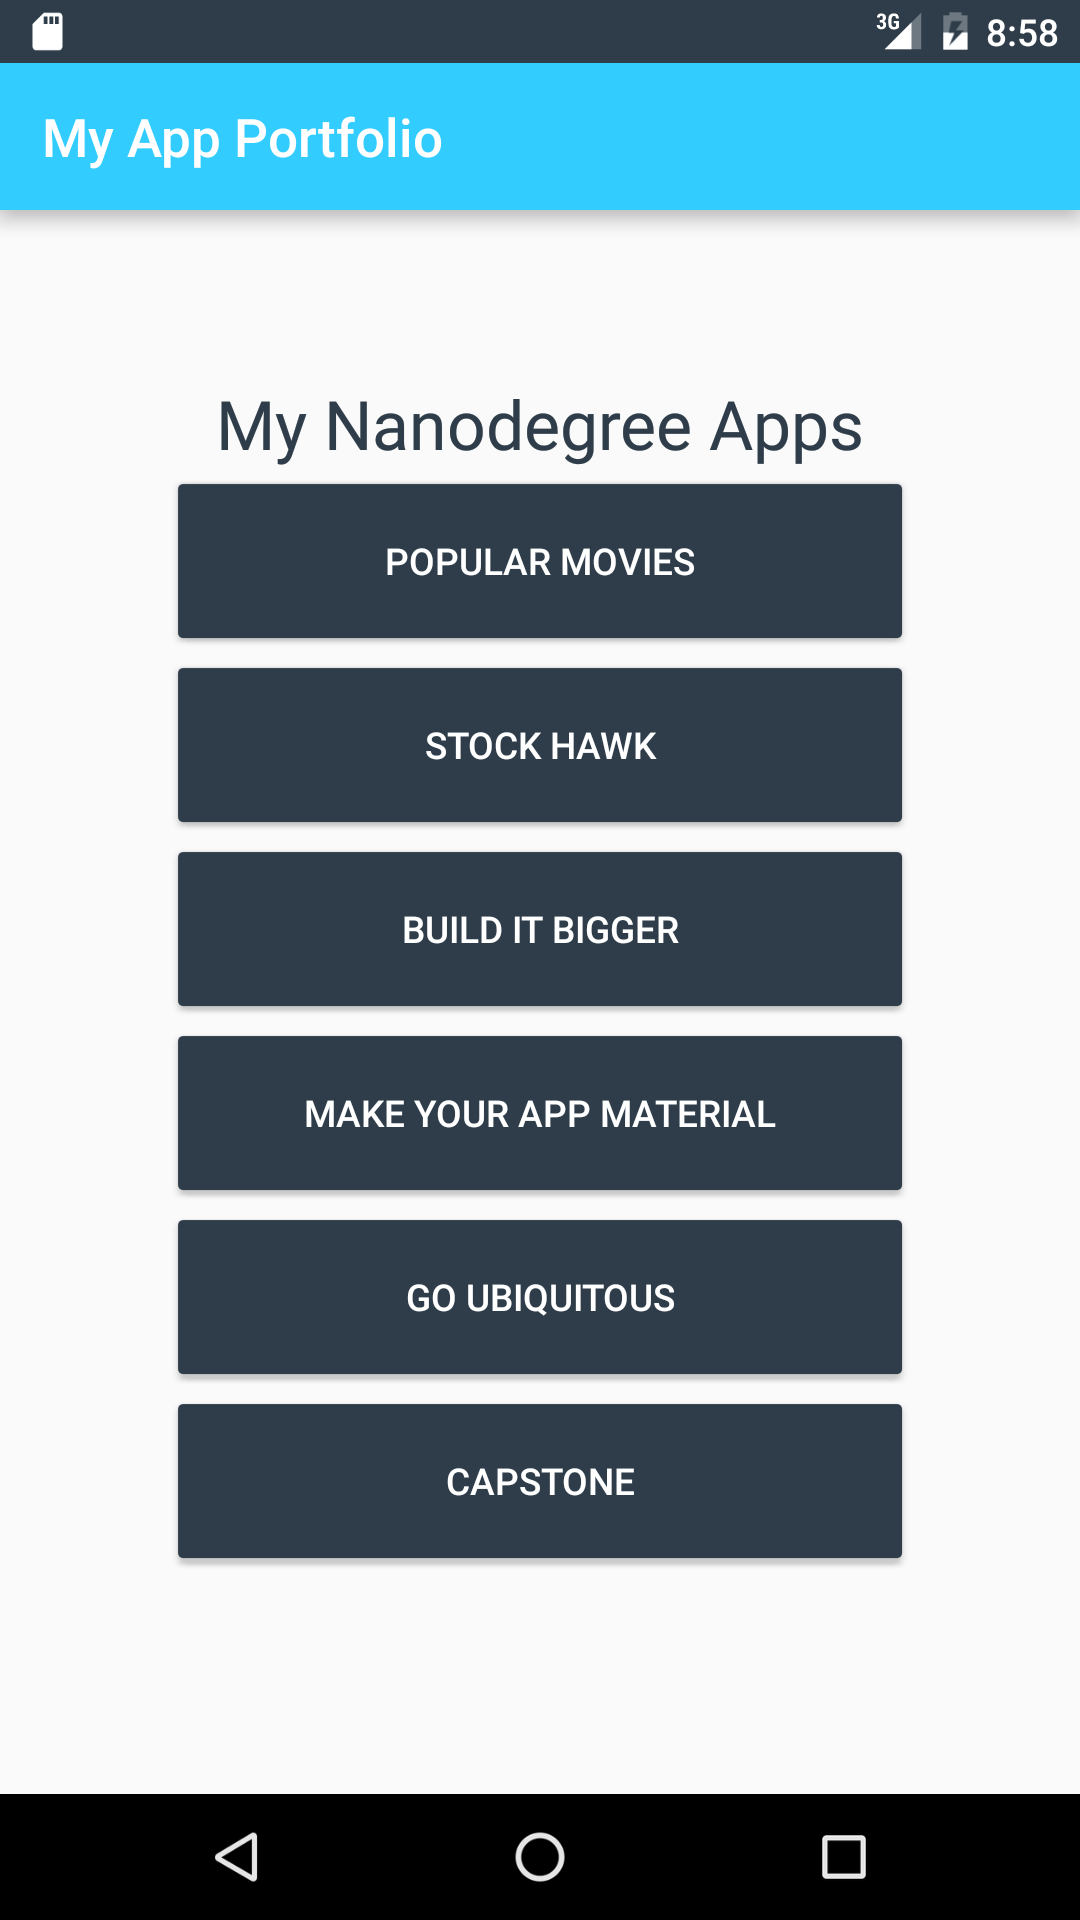 3G 8:58
My App Portfolio
My Nanodegree Apps
POPULAR MOVIES
STOCK HAWK
BUILD IT BIGGER
MAKE YOUR APP MATERIAL
GO UBIQUITOUS
CAPSTONE